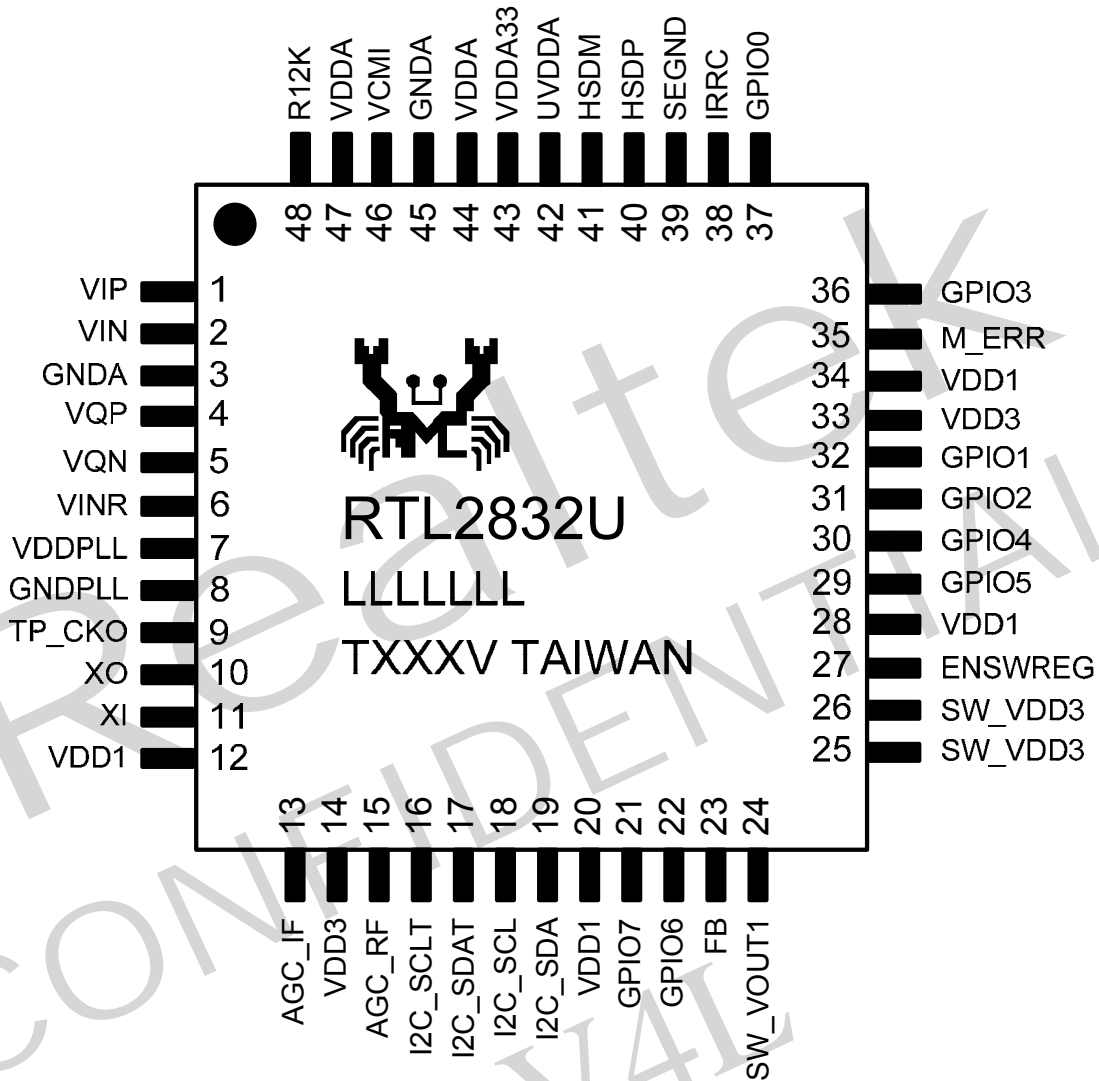 R12K
VDDA
VCMI
GNDA
VDDA
VDDA33
UVDDA
HSDM
HSDP
SEGND
IRRC
GPIO0
48
47
46
45
44
43
42
41
40
39
38
37
VIP 1
VIN 2
GNDA 3
VQP 4
VQN 5
VINR 6
VDDPLL 7
GNDPLL 8
TP_CKO 9
XO 10
XI 11
VDD1 12
RTL2832U
LLLLLLL
TXXXV TAIWAN
36 GPIO3
35 M_ERR
34 VDD1
33 VDD3
32 GPIO1
31 GPIO2
30 GPIO4
29 GPIO5
28 VDD1
27 ENSWREG
26 SW_VDD3
25 SW_VDD3
13
14
15
16
17
18
19
20
21
22
23
24
AGC_IF
VDD3
AGC_RF
I2C_SCLT
I2C_SDAT
I2C_SCL
I2C_SDA
VDD1
GPIO7
GPIO6
FB
SW_VOUT1
Realtek
CONFIDENTIAL
V4L